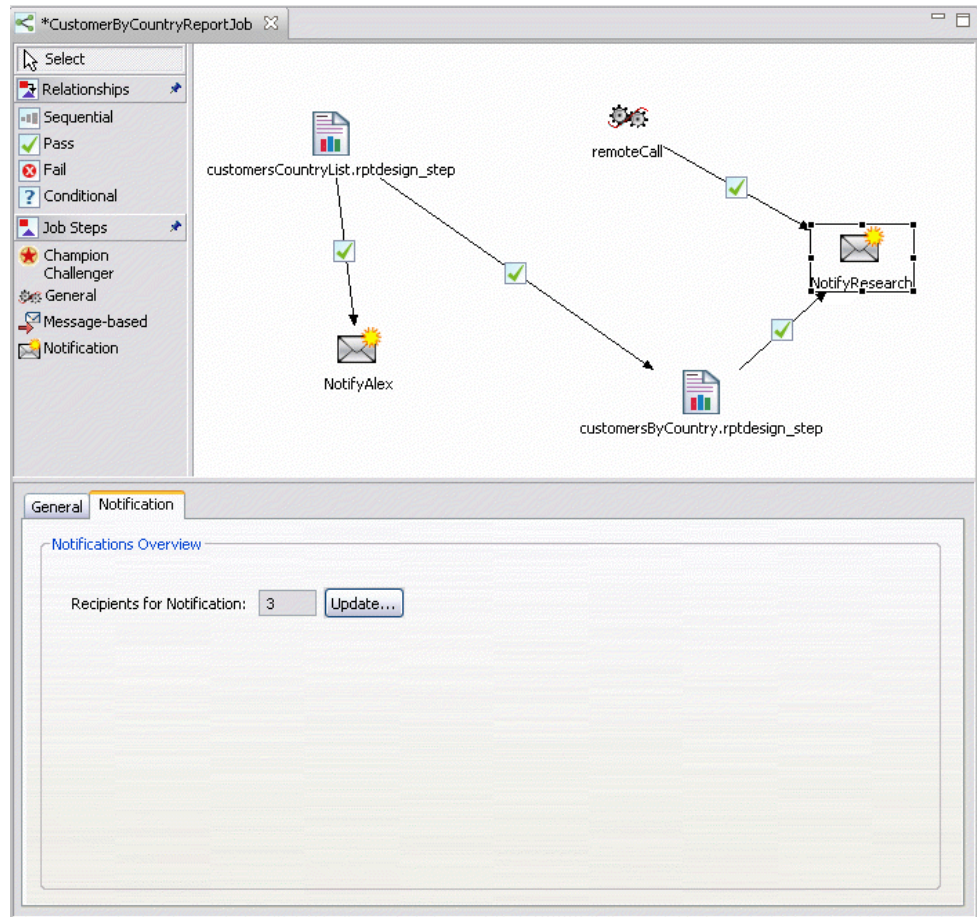 *CustomerByCountryReportJob
Select
Relationships
Sequential
Pass
Fail
Conditional
Job Steps
Champion
Challenger
General
Message-based
Notification
customersCountryList.rptdesign_step
remoteCall
NotifyResearch
NotifyAlex
customersByCountry.rptdesign_step
General
Notification
Notifications Overview
Recipients for Notification: 3 Update...